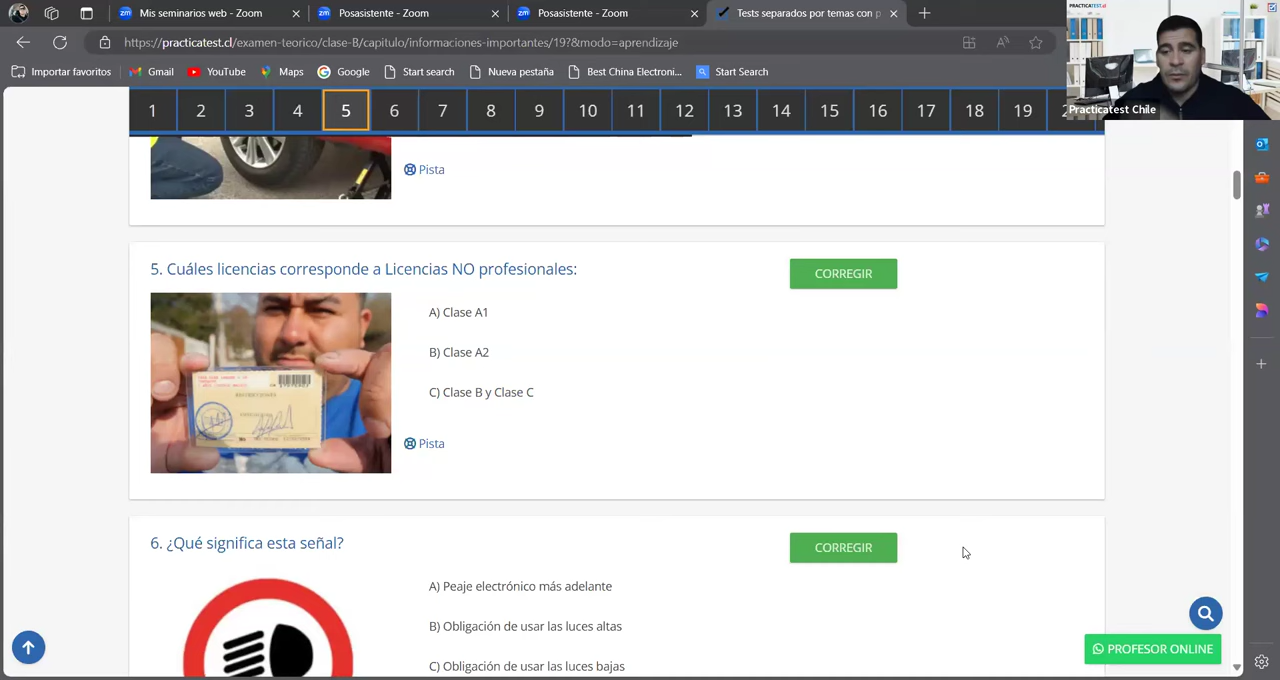 Mis seminarios web - Zoom
Posasistente - Zoom
Posasistente - Zoom
Tests separados por temas con p
https://practicatest.cl/examen-teorico/clase-B/capitulo/informaciones-importantes/19?&modo=aprendizaje
Importar favoritos Gmail YouTube Maps Google Start search Nueva pestaña Best China Electroni... Start Search
PRACTICATEST.cl
Practicatest Chile
1 2 3 4 5 6 7 8 9 10 11 12 13 14 15 16 17 18 19
Pista
5. Cuáles licencias corresponde a Licencias NO profesionales:
CORREGIR
A) Clase A1
B) Clase A2
C) Clase B y Clase C
Pista
6. ¿Qué significa esta señal?
CORREGIR
A) Peaje electrónico más adelante
B) Obligación de usar las luces altas
C) Obligación de usar las luces bajas
PROFESOR ONLINE